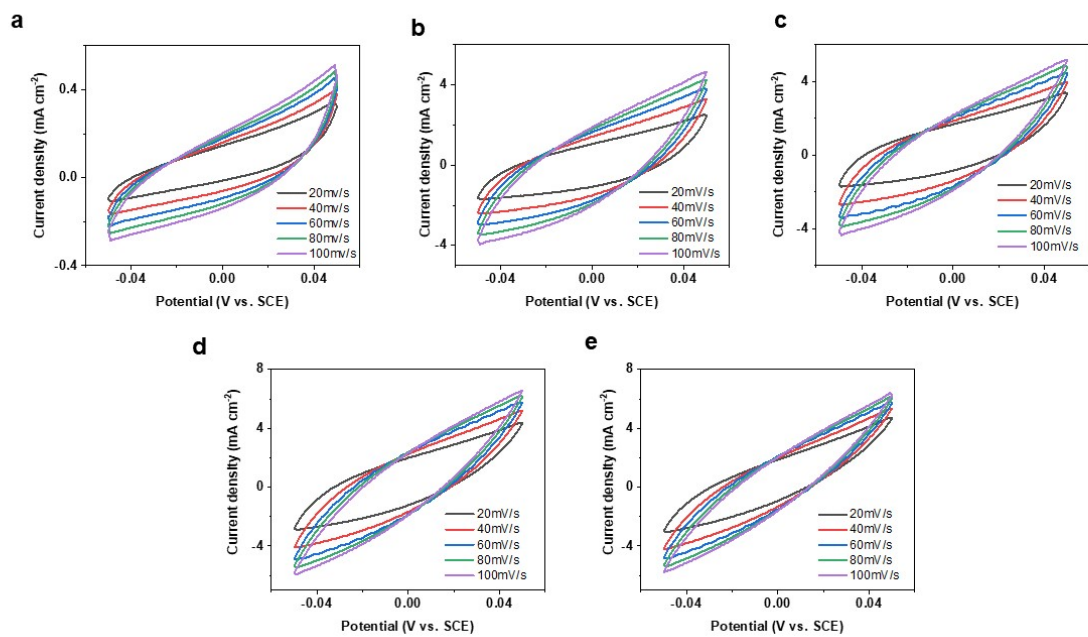 a
Current density (mA cm⁻²)
0.4
0.0
-0.4
20mv/s
40mv/s
60mv/s
80mv/s
100mv/s
-0.04
0.00
0.04
Potential (V vs. SCE)
b
Current density (mA cm⁻²)
4
0
-4
20mV/s
40mV/s
60mV/s
80mV/s
100mV/s
-0.04
0.00
0.04
Potential (V vs. SCE)
c
Current density (mA cm⁻²)
4
0
-4
20mV/s
40mV/s
60mV/s
80mV/s
100mV/s
-0.04
0.00
0.04
Potential (V vs. SCE)
d
Current density (mA cm⁻²)
8
4
0
-4
20mV/s
40mV/s
60mV/s
80mV/s
100mV/s
-0.04
0.00
0.04
Potential (V vs. SCE)
e
Current density (mA cm⁻²)
8
4
0
-4
20mV/s
40mV/s
60mV/s
80mV/s
100mV/s
-0.04
0.00
0.04
Potential (V vs. SCE)